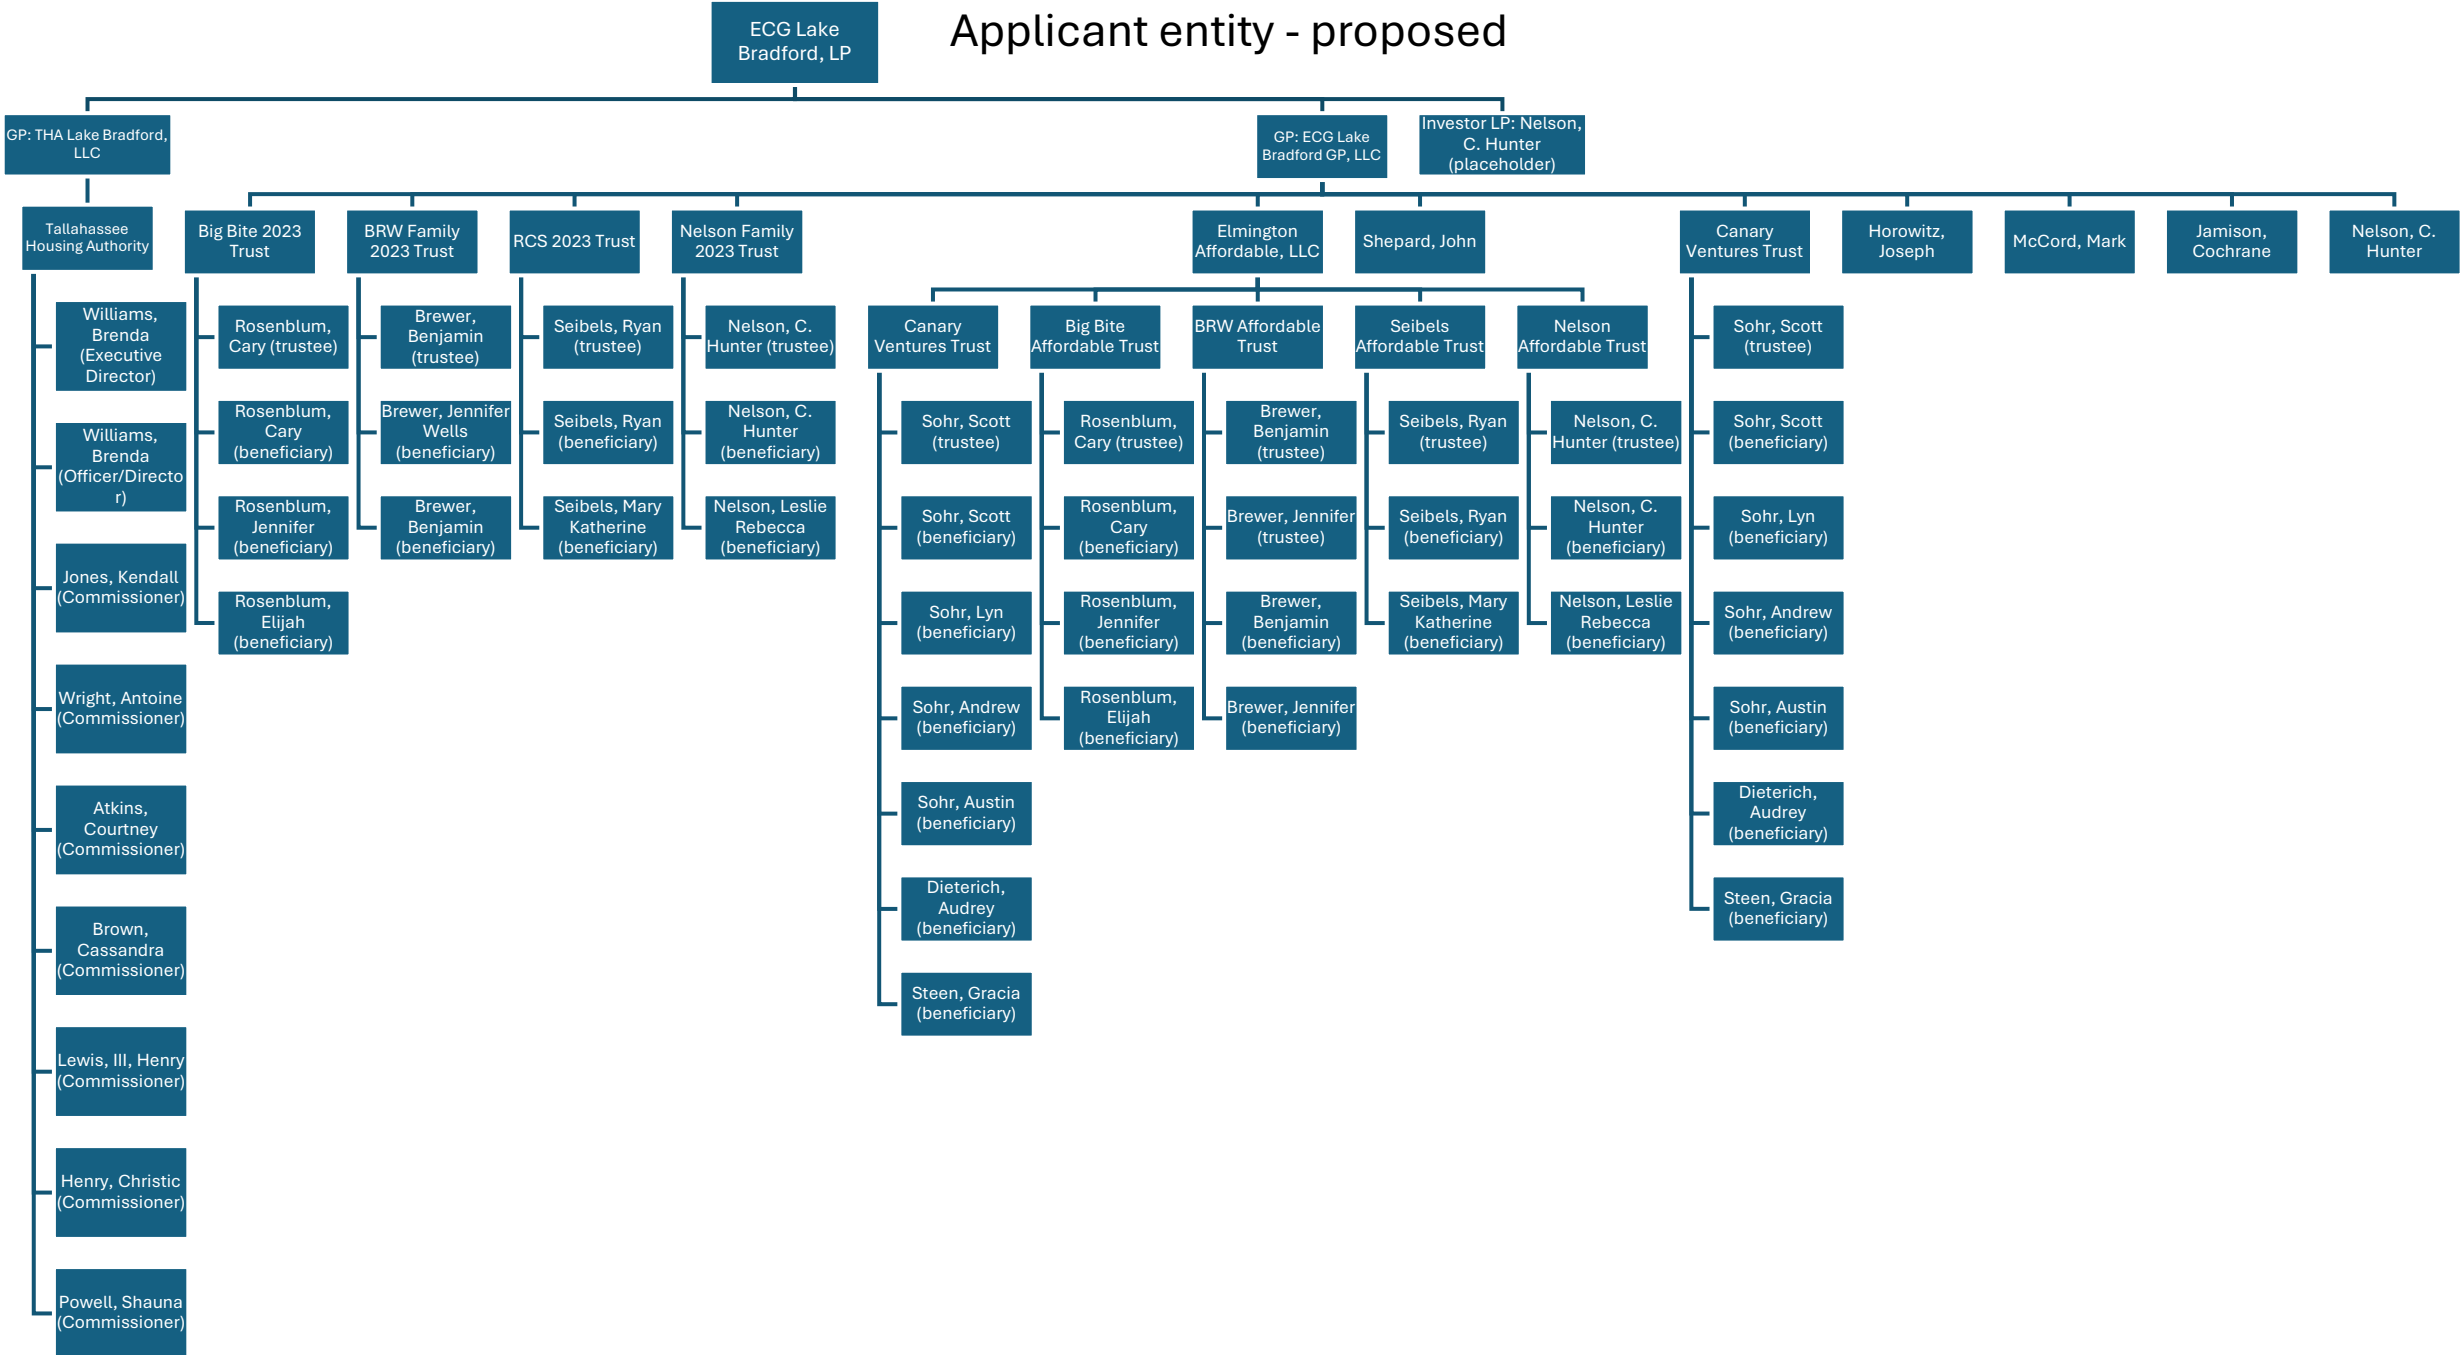 Applicant entity - proposed
ECG Lake
Bradford, LP
GP: THA Lake Bradford,
LLC
GP: ECG Lake
Bradford GP, LLC
Investor LP: Nelson,
C. Hunter
(placeholder)
Tallahassee
Housing Authority
Big Bite 2023
Trust
BRW Family
2023 Trust
RCS 2023 Trust
Nelson Family
2023 Trust
Elmington
Affordable, LLC
Shepard, John
Canary
Ventures Trust
Horowitz,
Joseph
McCord, Mark
Jamison,
Cochrane
Nelson, C.
Hunter
Williams,
Brenda
(Executive
Director)
Williams,
Brenda
(Officer/Directo
r)
Jones, Kendall
(Commissioner)
Wright, Antoine
(Commissioner)
Atkins,
Courtney
(Commissioner)
Brown,
Cassandra
(Commissioner)
Lewis, III, Henry
(Commissioner)
Henry, Christic
(Commissioner)
Powell, Shauna
(Commissioner)
Rosenblum,
Cary (trustee)
Rosenblum,
Cary
(beneficiary)
Rosenblum,
Jennifer
(beneficiary)
Rosenblum,
Elijah
(beneficiary)
Brewer,
Benjamin
(trustee)
Brewer, Jennifer
Wells
(beneficiary)
Brewer,
Benjamin
(beneficiary)
Seibels, Ryan
(trustee)
Seibels, Ryan
(beneficiary)
Seibels, Mary
Katherine
(beneficiary)
Nelson, C.
Hunter (trustee)
Nelson, C.
Hunter
(beneficiary)
Nelson, Leslie
Rebecca
(beneficiary)
Canary
Ventures Trust
Big Bite
Affordable Trust
BRW Affordable
Trust
Seibels
Affordable Trust
Nelson
Affordable Trust
Sohr, Scott
(trustee)
Sohr, Scott
(beneficiary)
Sohr, Lyn
(beneficiary)
Sohr, Andrew
(beneficiary)
Sohr, Austin
(beneficiary)
Dieterich,
Audrey
(beneficiary)
Steen, Gracia
(beneficiary)
Rosenblum,
Cary (trustee)
Rosenblum,
Cary
(beneficiary)
Rosenblum,
Jennifer
(beneficiary)
Rosenblum,
Elijah
(beneficiary)
Brewer,
Benjamin
(trustee)
Brewer, Jennifer
(trustee)
Brewer,
Benjamin
(beneficiary)
Brewer, Jennifer
(beneficiary)
Seibels, Ryan
(trustee)
Seibels, Ryan
(beneficiary)
Seibels, Mary
Katherine
(beneficiary)
Nelson, C.
Hunter (trustee)
Nelson, C.
Hunter
(beneficiary)
Nelson, Leslie
Rebecca
(beneficiary)
Sohr, Scott
(trustee)
Sohr, Scott
(beneficiary)
Sohr, Lyn
(beneficiary)
Sohr, Andrew
(beneficiary)
Sohr, Austin
(beneficiary)
Dieterich,
Audrey
(beneficiary)
Steen, Gracia
(beneficiary)